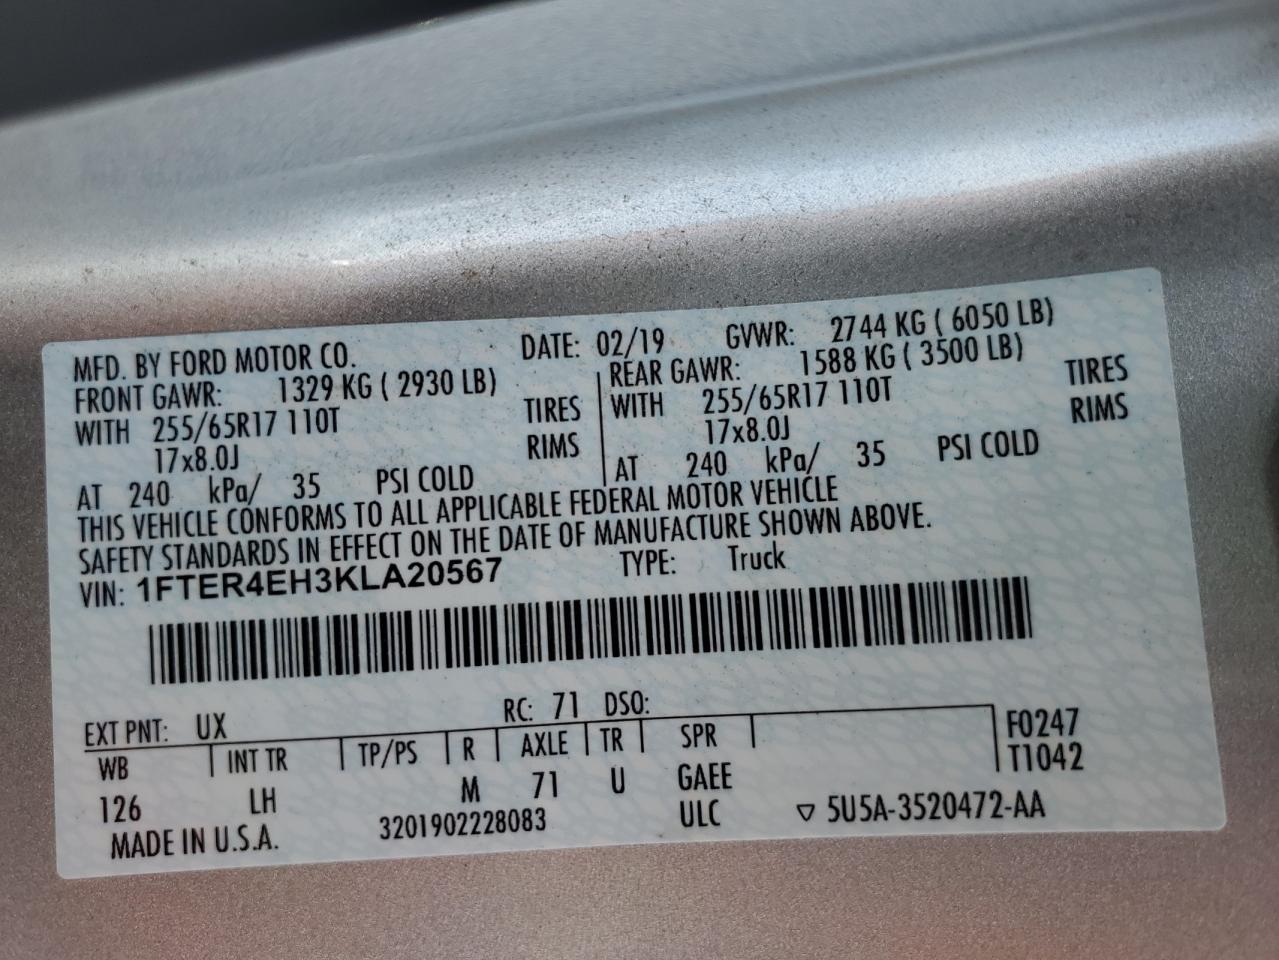 MFD. BY FORD MOTOR CO. DATE: 02/19 GVWR: 2744 KG ( 6050 LB)
FRONT GAWR: 1329 KG ( 2930 LB) REAR GAWR: 1588 KG ( 3500 LB)
WITH 255/65R17 110T TIRES WITH 255/65R17 110T TIRES
17x8.0J RIMS 17x8.0J RIMS
AT 240 kPa/ 35 PSI COLD AT 240 kPa/ 35 PSI COLD
THIS VEHICLE CONFORMS TO ALL APPLICABLE FEDERAL MOTOR VEHICLE
SAFETY STANDARDS IN EFFECT ON THE DATE OF MANUFACTURE SHOWN ABOVE.
VIN: 1FTER4EH3KLA20567 TYPE: Truck
EXT PNT: UX RC: 71 DSO:
WB INT TR TP/PS R AXLE TR SPR F0247
126 LH M 71 U GAEE T1042
MADE IN U.S.A. 3201902228083 ULC ▽ 5U5A-3520472-AA